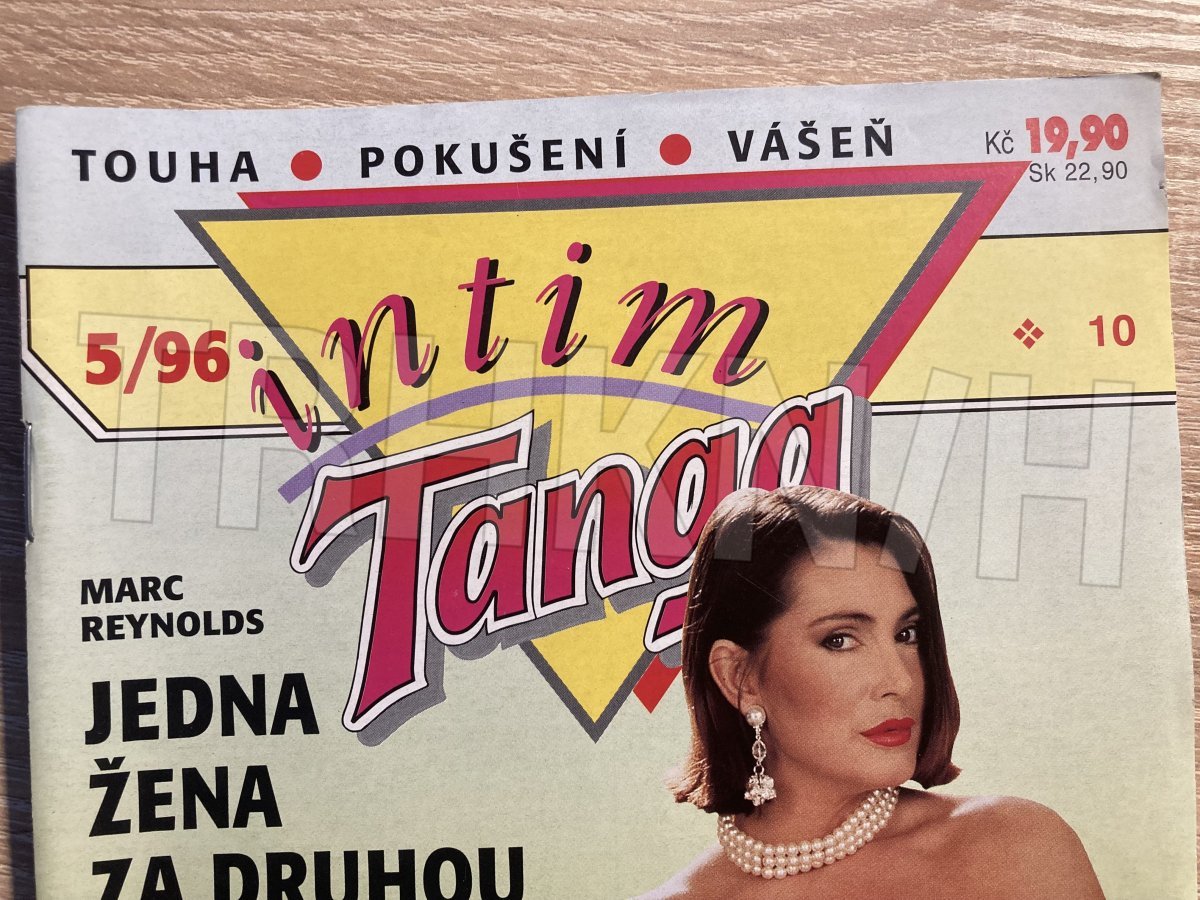 TOUHA ● POKUŠENÍ ● VÁŠEŇ
Kč 19,90
Sk 22,90
5/96
❖ 10
intim
Tango
MARC
REYNOLDS
JEDNA
ŽENA
ZA DRUHOU